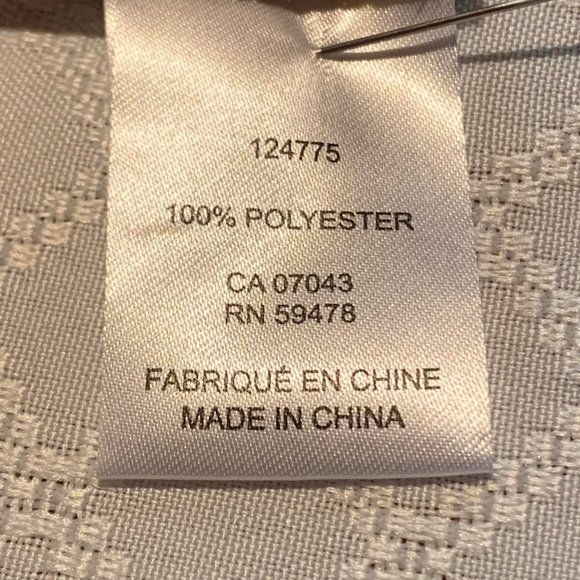 124775
100% POLYESTER
CA 07043
RN 59478
FABRIQUÉ EN CHINE
MADE IN CHINA